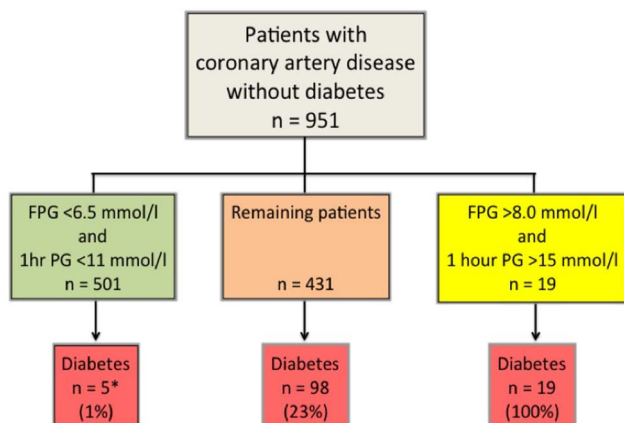 Patients with
coronary artery disease
without diabetes
n = 951
FPG <6.5 mmol/l
and
1hr PG <11 mmol/l
n = 501
Remaining patients
n = 431
FPG >8.0 mmol/l
and
1 hour PG >15 mmol/l
n = 19
Diabetes
n = 5*
(1%)
Diabetes
n = 98
(23%)
Diabetes
n = 19
(100%)